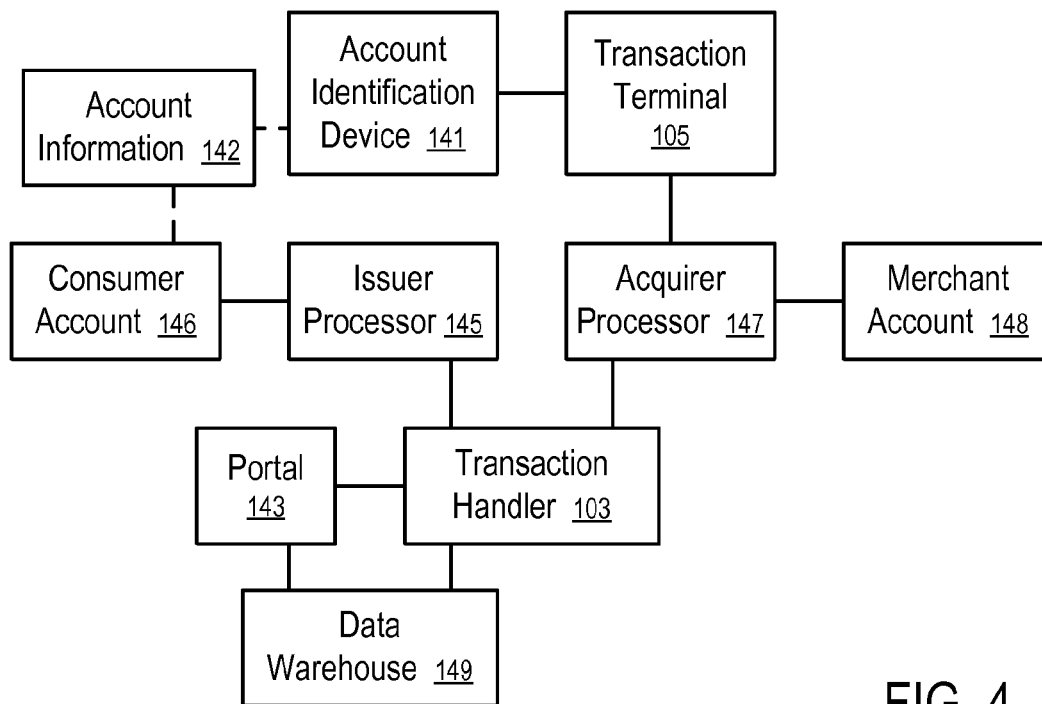 Account
Identification
Device 141
Transaction
Terminal
105
Account
Information 142
Consumer
Account 146
Issuer
Processor 145
Acquirer
Processor 147
Merchant
Account 148
Portal
143
Transaction
Handler 103
Data
Warehouse 149
FIG. 4